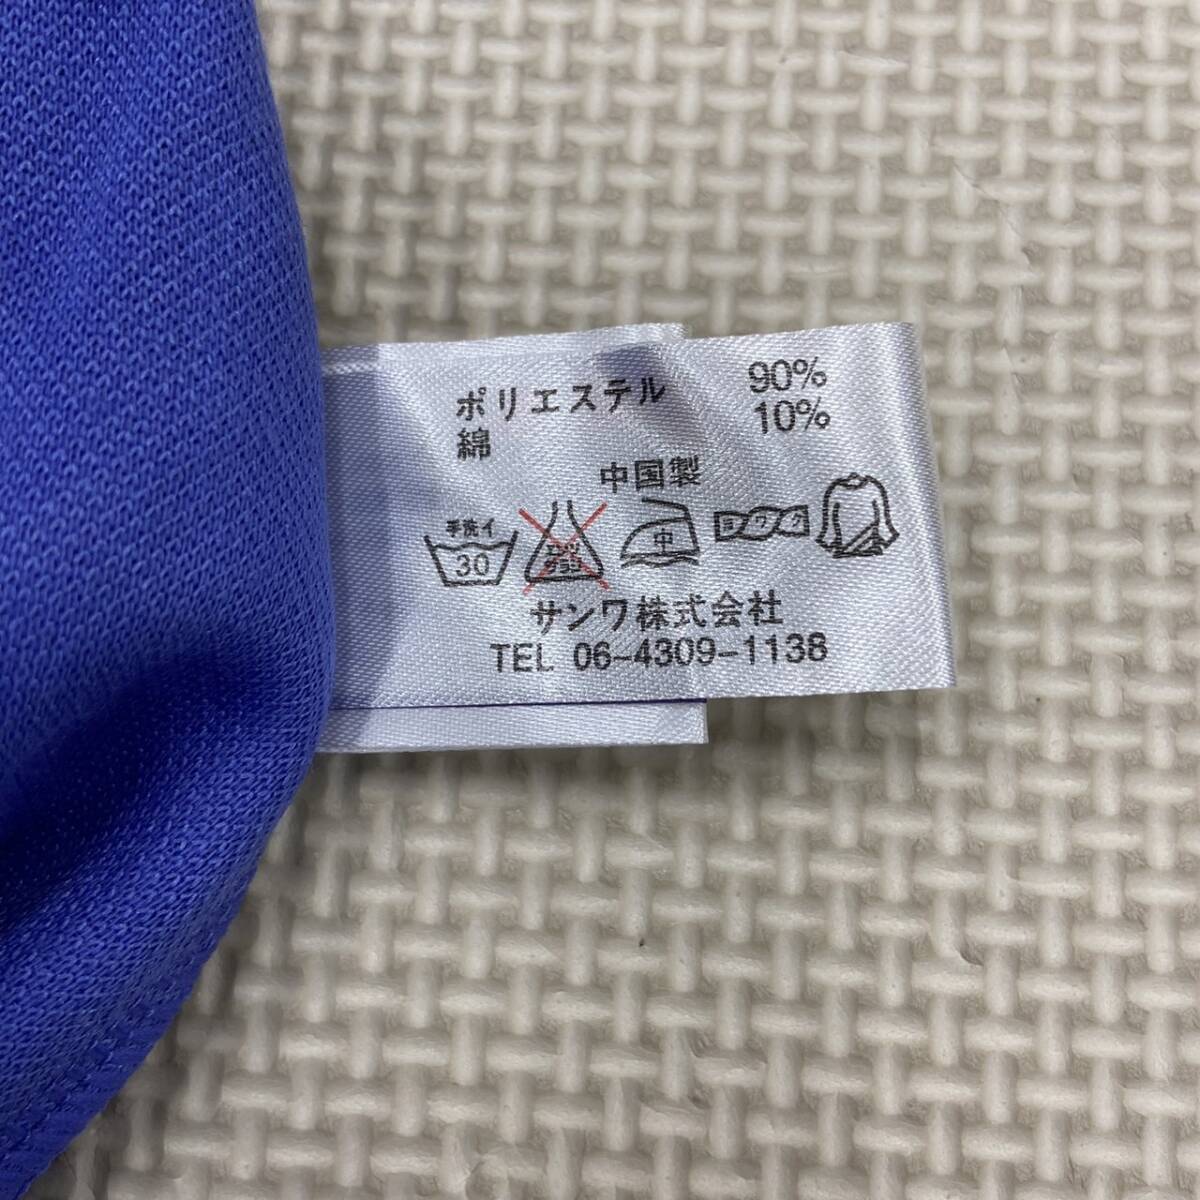 ポリエステル 90%
綿 10%
中国製
手洗イ
30
中
ヨワク
サンワ株式会社
TEL 06-4309-1138